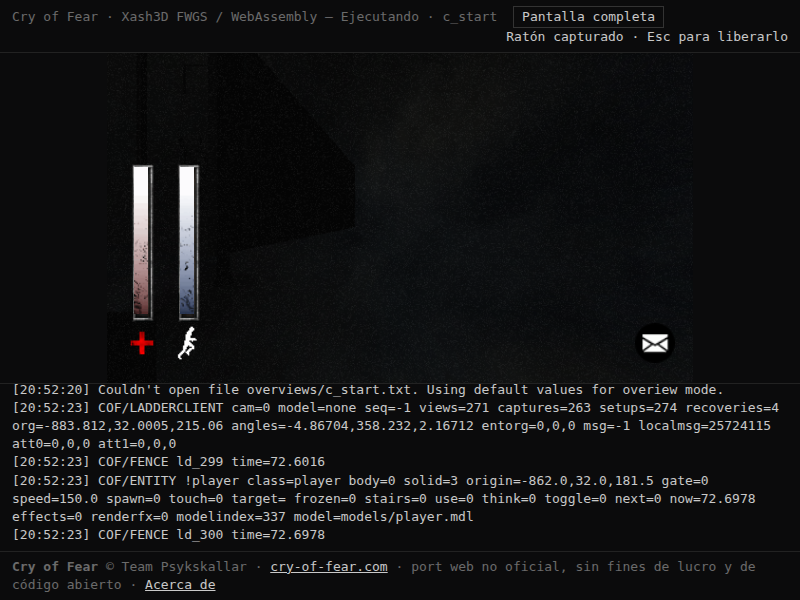 Cry of Fear · Xash3D FWGS / WebAssembly — Ejecutando · c_start Pantalla completa
Ratón capturado · Esc para liberarlo
[20:52:20] Couldn't open file overviews/c_start.txt. Using default values for overiew mode.
[20:52:23] COF/LADDERCLIENT cam=0 model=none seq=-1 views=271 captures=263 setups=274 recoveries=4
org=-883.812,32.0005,215.06 angles=-4.86704,358.232,2.16712 entorg=0,0,0 msg=-1 localmsg=25724115
att0=0,0,0 att1=0,0,0
[20:52:23] COF/FENCE ld_299 time=72.6016
[20:52:23] COF/ENTITY !player class=player body=0 solid=3 origin=-862.0,32.0,181.5 gate=0
speed=150.0 spawn=0 touch=0 target= frozen=0 stairs=0 use=0 think=0 toggle=0 next=0 now=72.6978
effects=0 renderfx=0 modelindex=337 model=models/player.mdl
[20:52:23] COF/FENCE ld_300 time=72.6978
Cry of Fear © Team Psykskallar · cry-of-fear.com · port web no oficial, sin fines de lucro y de
código abierto · Acerca de